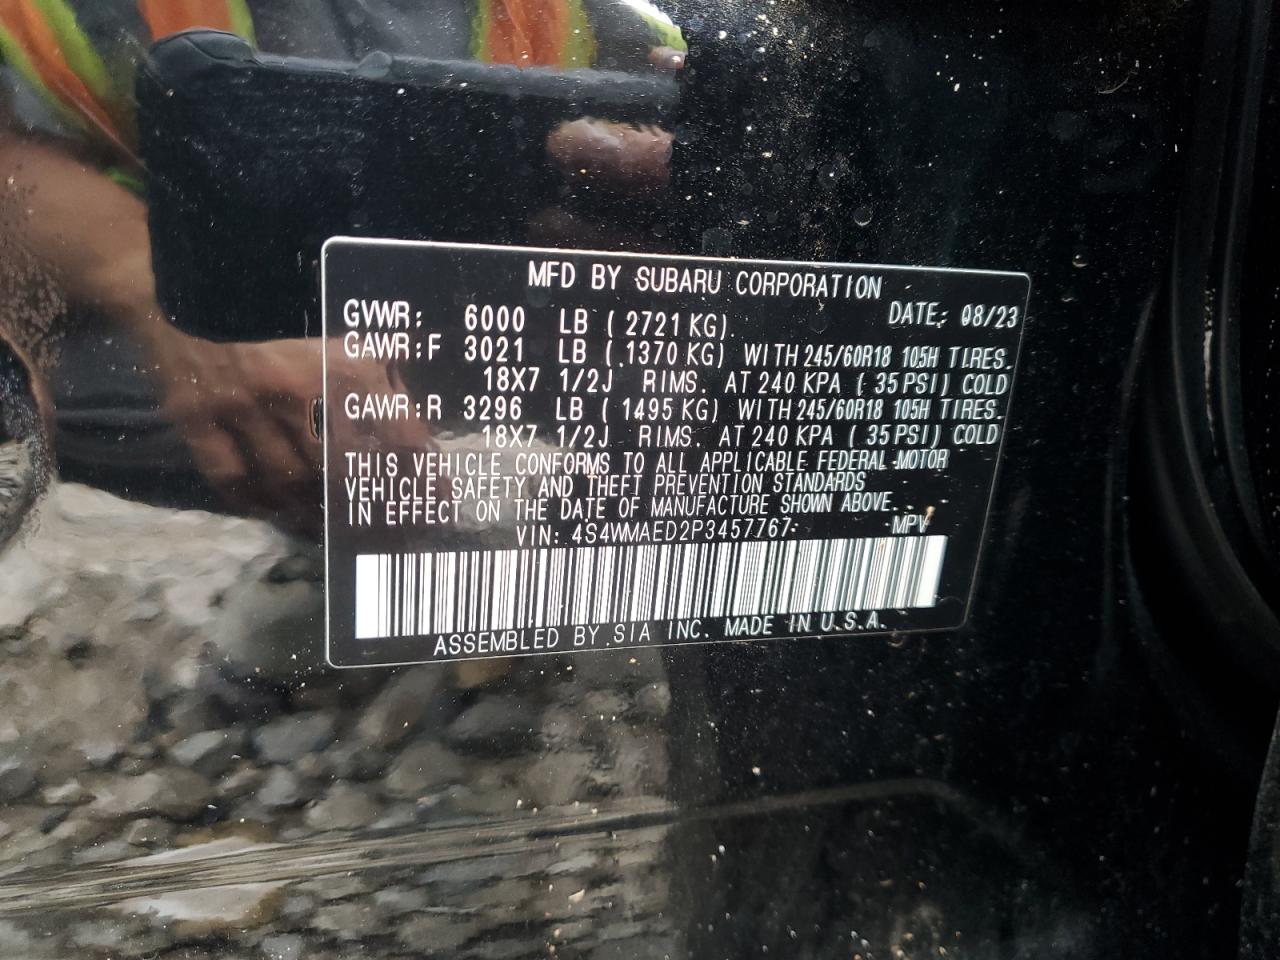 MFD BY SUBARU CORPORATION
GVWR: 6000 LB ( 2721 KG) DATE: 08/23
GAWR:F 3021 LB ( 1370 KG) WITH 245/60R18 105H TIRES.
18X7 1/2J RIMS. AT 240 KPA ( 35 PSI) COLD
GAWR:R 3296 LB ( 1495 KG) WITH 245/60R18 105H TIRES.
18X7 1/2J RIMS. AT 240 KPA ( 35 PSI) COLD
THIS VEHICLE CONFORMS TO ALL APPLICABLE FEDERAL MOTOR
VEHICLE SAFETY AND THEFT PREVENTION STANDARDS
IN EFFECT ON THE DATE OF MANUFACTURE SHOWN ABOVE.
VIN: 4S4WMAED2P3457767 MPV
ASSEMBLED BY SIA INC. MADE IN U.S.A.